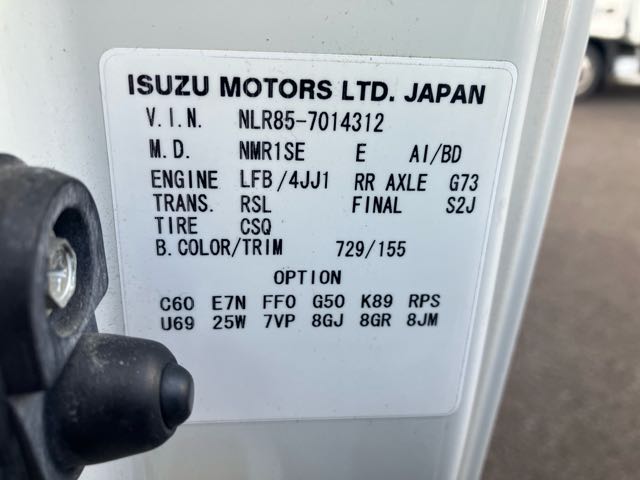 ISUZU MOTORS LTD. JAPAN
V.I.N. NLR85-7014312
M.D. NMR1SE E AI/BD
ENGINE LFB/4JJ1 RR AXLE G73
TRANS. RSL FINAL S2J
TIRE CSQ
B.COLOR/TRIM 729/155
OPTION
C60 E7N FF0 G50 K89 RPS
U69 25W 7VP 8GJ 8GR 8JM